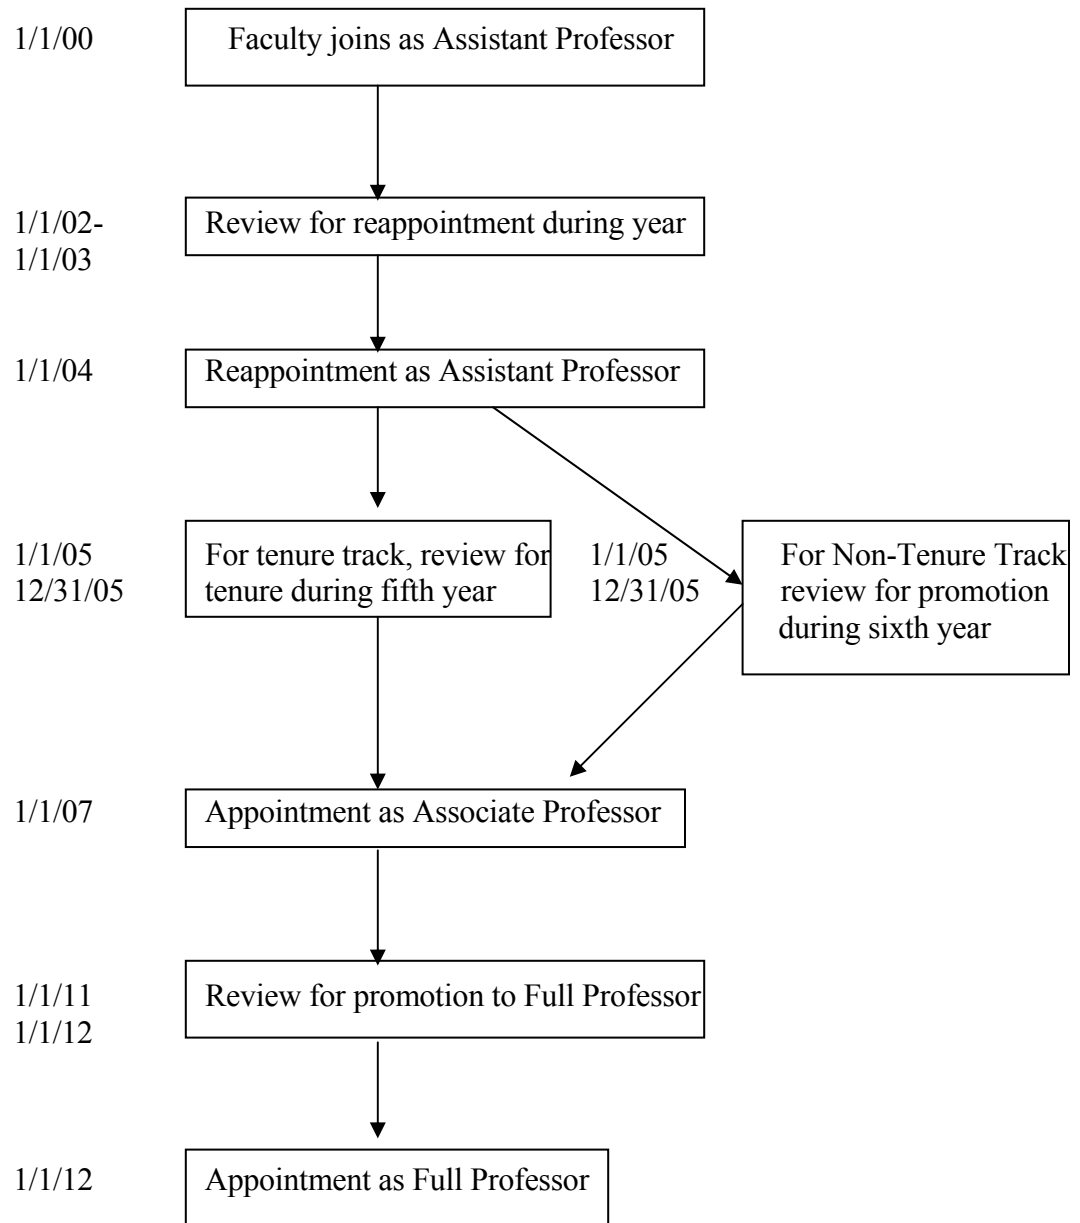 1/1/00
Faculty joins as Assistant Professor
1/1/02-
1/1/03
Review for reappointment during year
1/1/04
Reappointment as Assistant Professor
1/1/05
12/31/05
For tenure track, review for
tenure during fifth year
1/1/05
12/31/05
For Non-Tenure Track
review for promotion
during sixth year
1/1/07
Appointment as Associate Professor
1/1/11
1/1/12
Review for promotion to Full Professor
1/1/12
Appointment as Full Professor